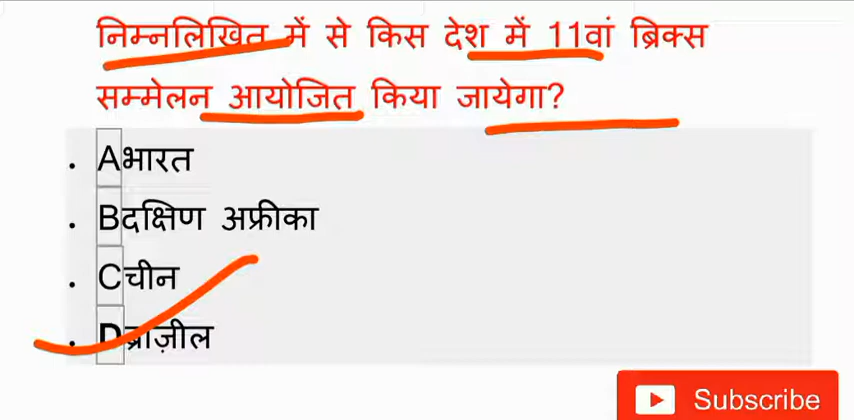 निम्नलिखित में से किस देश में 11वां ब्रिक्स
सम्मेलन आयोजित किया जायेगा?
• Aभारत
• Bदक्षिण अफ्रीका
• Cचीन
• Dब्राज़ील
Subscribe